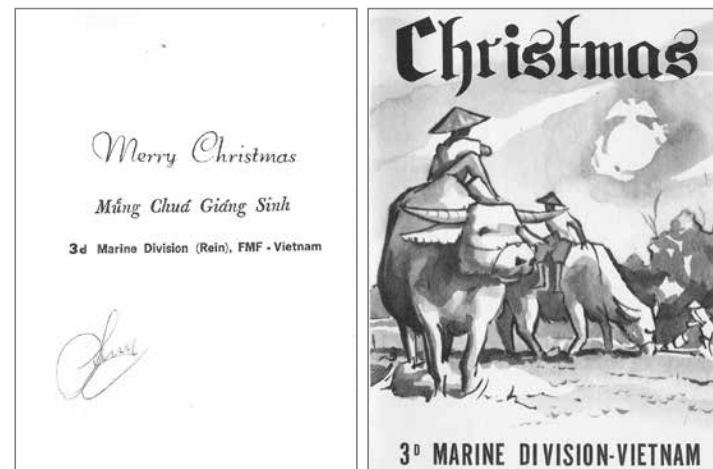 Merry Christmas
Mừng Chuá Giáng Sinh
3d Marine Division (Rein), FMF - Vietnam
Christmas
3D MARINE DIVISION-VIETNAM